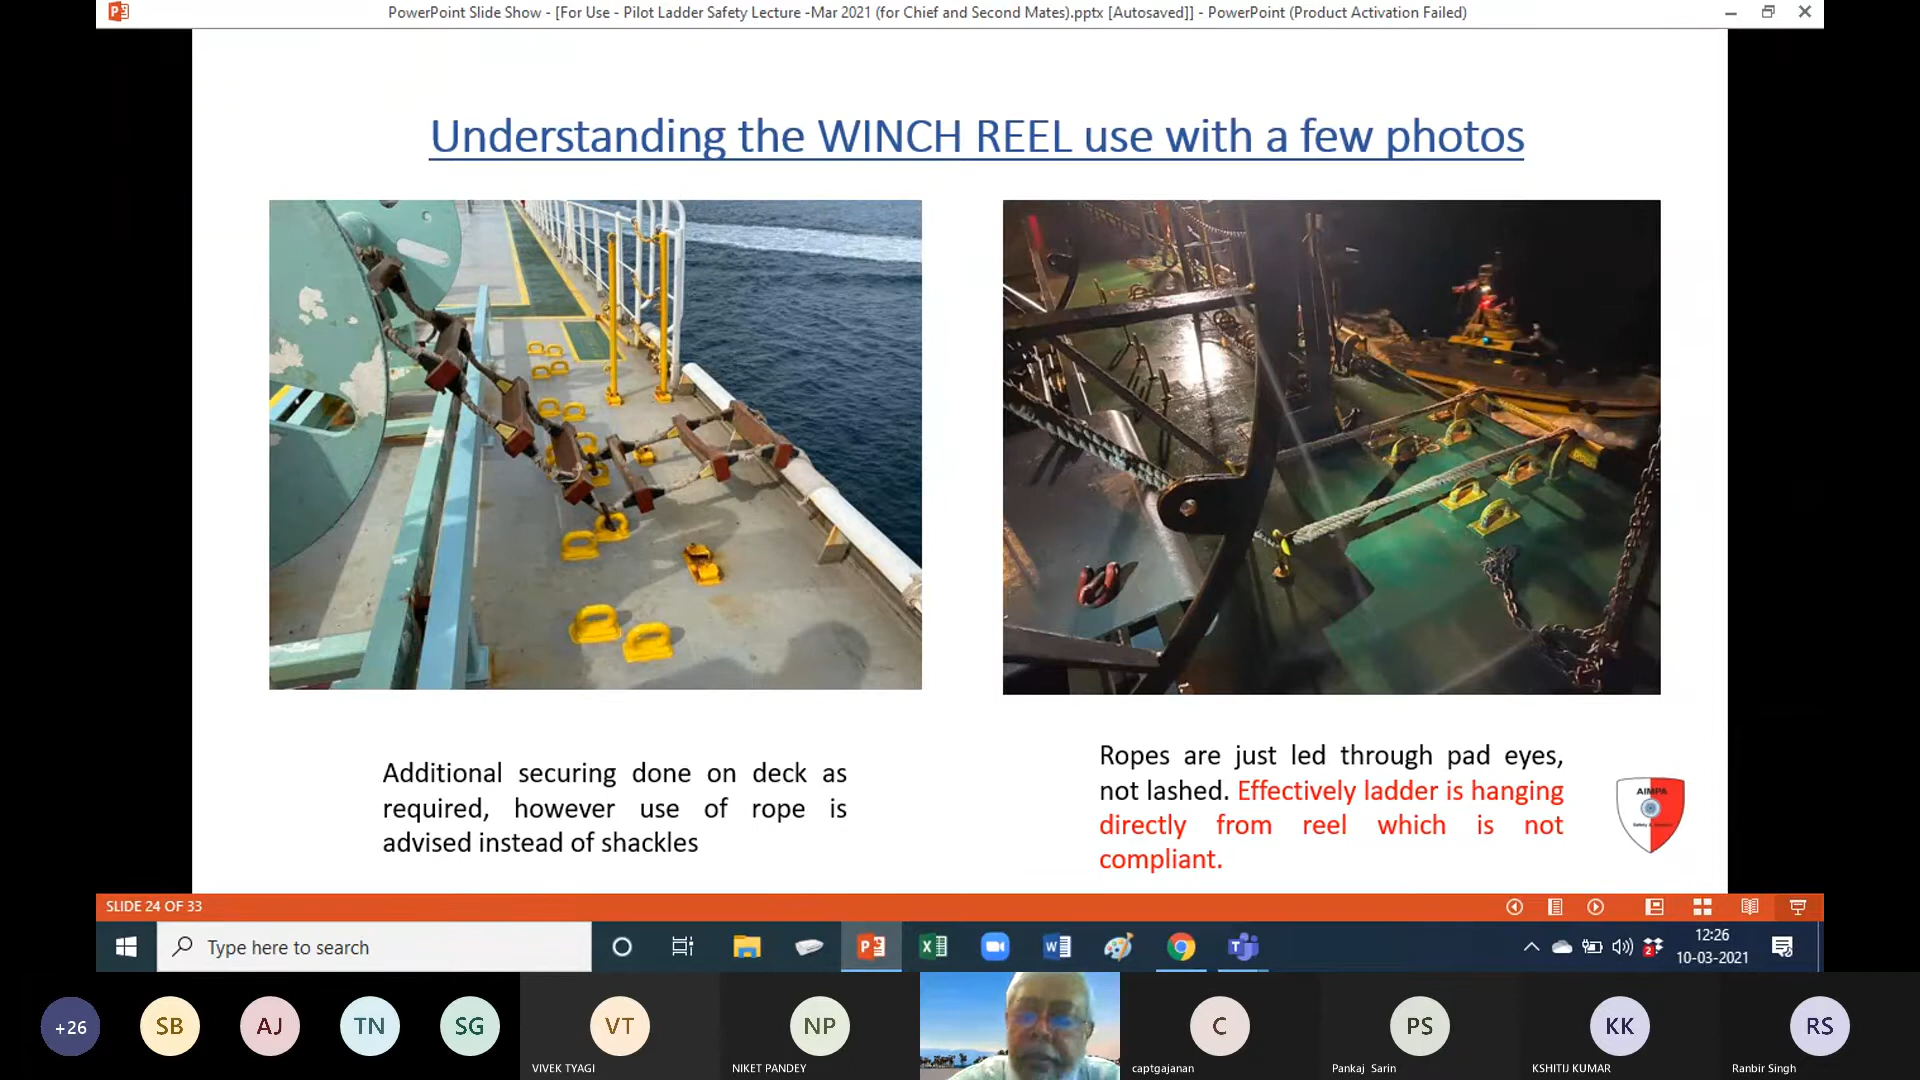 PowerPoint Slide Show - [For Use - Pilot Ladder Safety Lecture -Mar 2021 (for Chief and Second Mates).pptx [Autosaved]] - PowerPoint (Product Activation Failed)
Understanding the WINCH REEL use with a few photos
Additional securing done on deck as
required, however use of rope is
advised instead of shackles
Ropes are just led through pad eyes,
not lashed. Effectively ladder is hanging
directly from reel which is not
compliant.
AIMPA
SLIDE 24 OF 33
Type here to search
12:26
10-03-2021
2
+26
SB
AJ
TN
SG
VT
NP
C
PS
KK
RS
VIVEK TYAGI
NIKET PANDEY
captgajanan
Pankaj Sarin
KSHITIJ KUMAR
Ranbir Singh